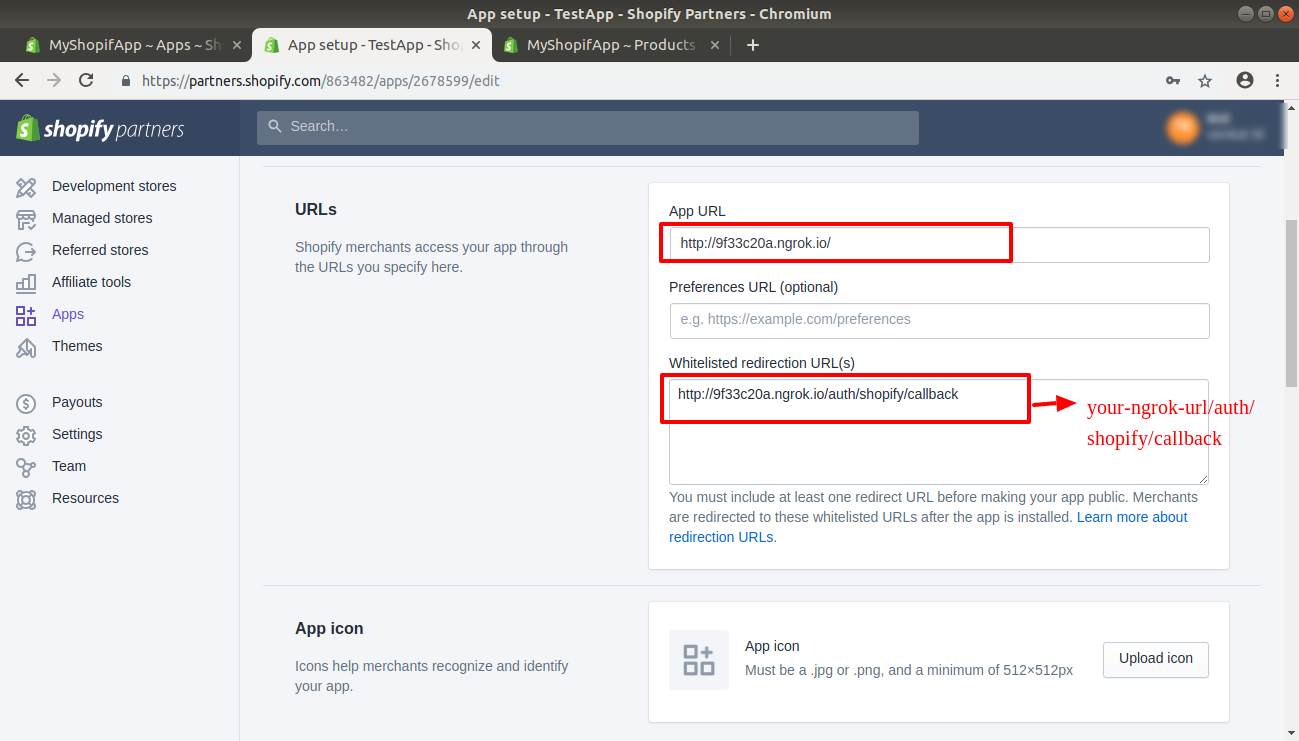 App setup - TestApp - Shopify Partners - Chromium
MyShopifApp ~ Apps ~ Sh
App setup - TestApp - Sho
MyShopifApp ~ Products
https://partners.shopify.com/863482/apps/2678599/edit
shopify partners
Search…
Development stores
Managed stores
Referred stores
Affiliate tools
Apps
Themes
Payouts
Settings
Team
Resources
URLs
Shopify merchants access your app through
the URLs you specify here.
App URL
http://9f33c20a.ngrok.io/
Preferences URL (optional)
e.g. https://example.com/preferences
Whitelisted redirection URL(s)
http://9f33c20a.ngrok.io/auth/shopify/callback
your-ngrok-url/auth/
shopify/callback
You must include at least one redirect URL before making your app public. Merchants
are redirected to these whitelisted URLs after the app is installed. Learn more about
redirection URLs.
App icon
Icons help merchants recognize and identify
your app.
App icon
Must be a .jpg or .png, and a minimum of 512×512px
Upload icon